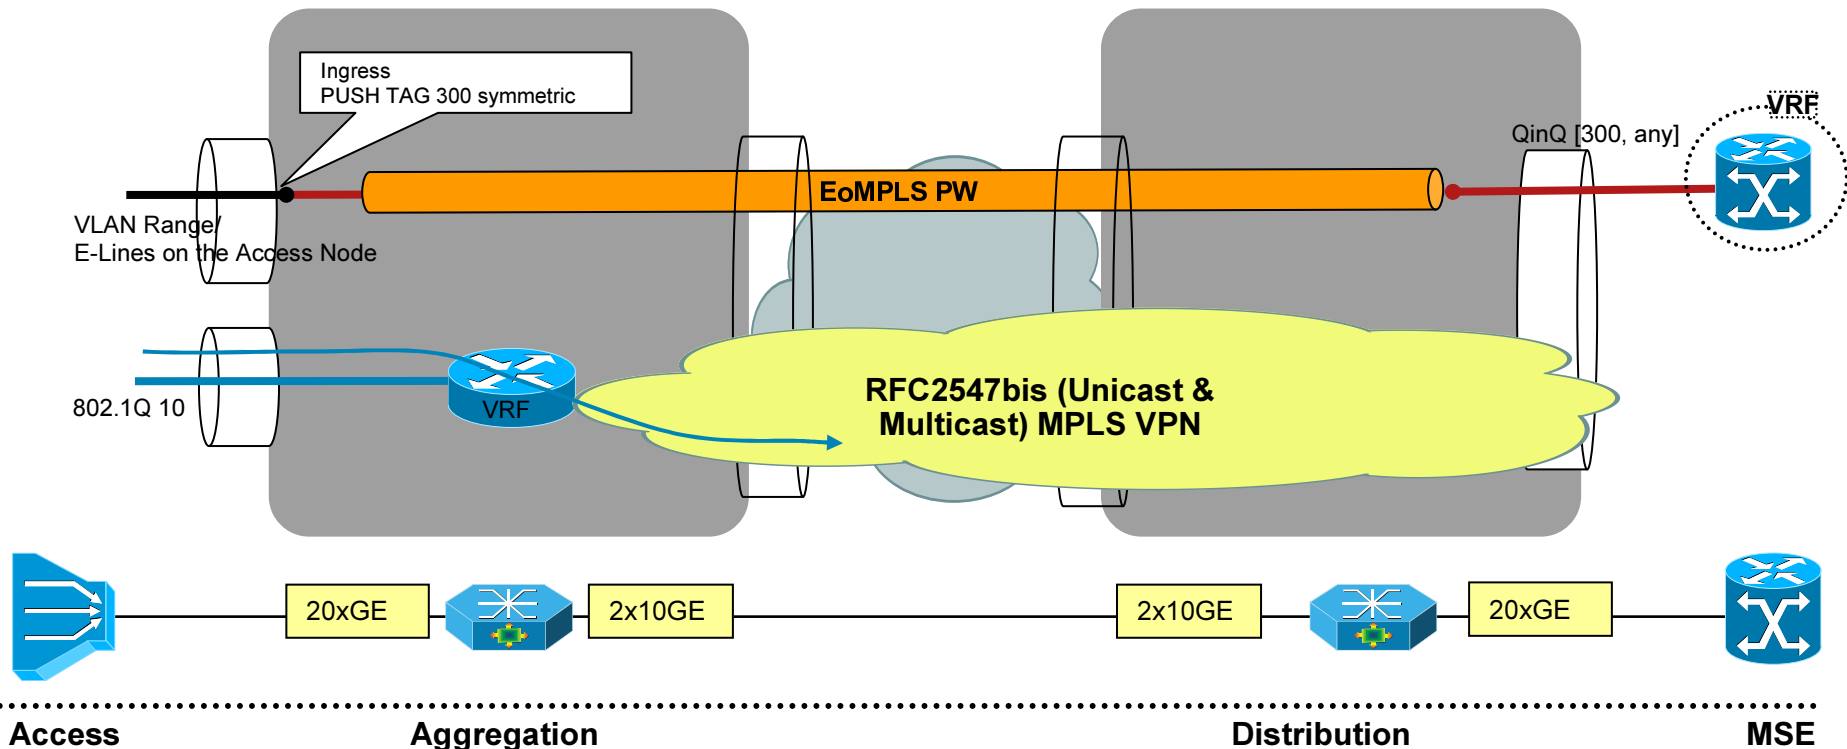 Ingress
PUSH TAG 300 symmetric
VRF
QinQ [300, any]
EoMPLS PW
VLAN Range/
E-Lines on the Access Node
RFC2547bis (Unicast &
Multicast) MPLS VPN
VRF
802.1Q 10
20xGE
2x10GE
2x10GE
20xGE
Access
Aggregation
Distribution
MSE